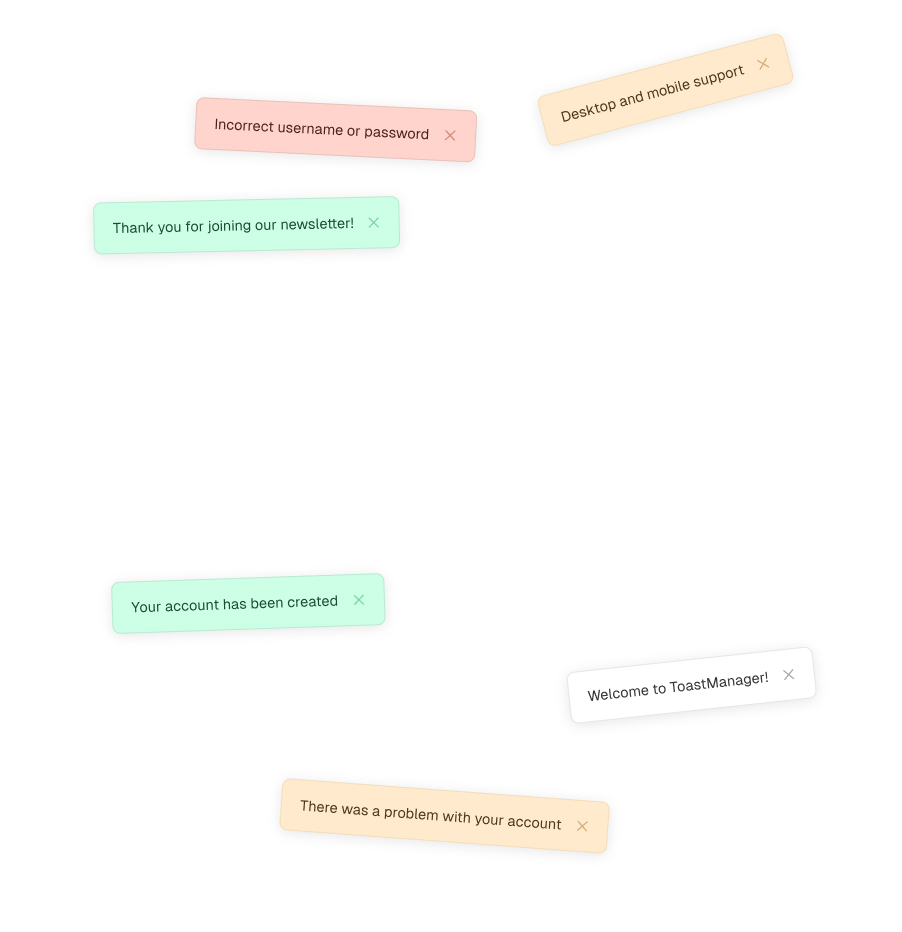 Desktop and mobile support
Incorrect username or password
Thank you for joining our newsletter!
Your account has been created
Welcome to ToastManager!
There was a problem with your account